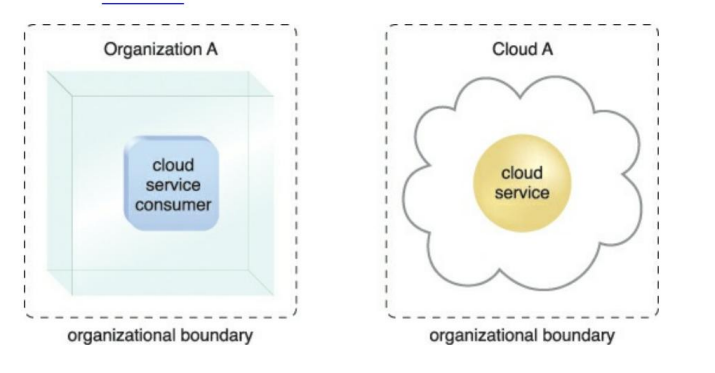 Organization A
cloud
service
consumer
organizational boundary
Cloud A
cloud
service
organizational boundary